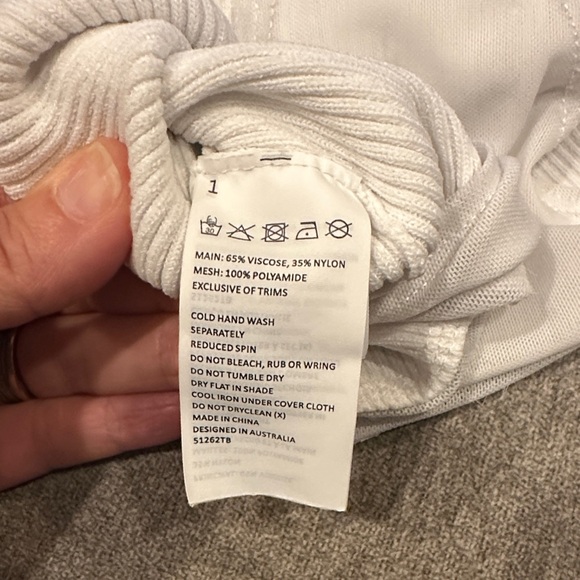 1
30
MAIN: 65% VISCOSE, 35% NYLON
MESH: 100% POLYAMIDE
EXCLUSIVE OF TRIMS
COLD HAND WASH
SEPARATELY
REDUCED SPIN
DO NOT BLEACH, RUB OR WRING
DO NOT TUMBLE DRY
DRY FLAT IN SHADE
COOL IRON UNDER COVER CLOTH
DO NOT DRYCLEAN (X)
MADE IN CHINA
DESIGNED IN AUSTRALIA
51262TB